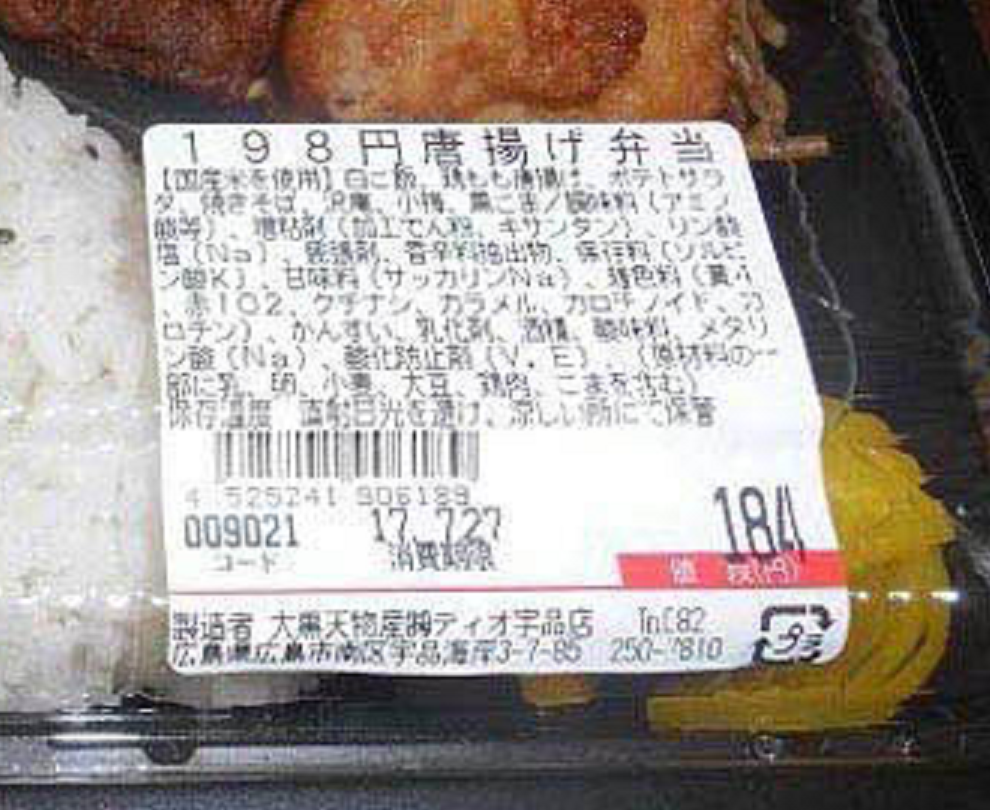 198円唐揚げ弁当
【国産米を使用】白ご飯、鶏もも唐揚げ、ポテトサラ
ダ、焼きそば、沢庵、小梅、黒ごま/調味料(アミノ
酸等)、増粘剤(加工でん粉、キサンタン)、リン酸
塩(Na)、膨張剤、香辛料抽出物、保存料(ソルビ
ン酸K)、甘味料(サッカリンNa)、着色料(黄4
、赤102、クチナシ、カラメル、カロチノイド、カ
ロテン)、かんすい、乳化剤、酒精、酸味料、メタリ
ン酸(Na)、酸化防止剤(V.E)、(原材料の一
部に乳、卵、小麦、大豆、鶏肉、ごまを含む)
保存温度 直射日光を避け、涼しい所にて保管
4 525241 906189
009021 17.727 184
コード 消費期限 値段(円)
製造者 大黒天物産㈱ディオ宇品店
広島県広島市南区宇品海岸3-7-85 250-7810
プラ